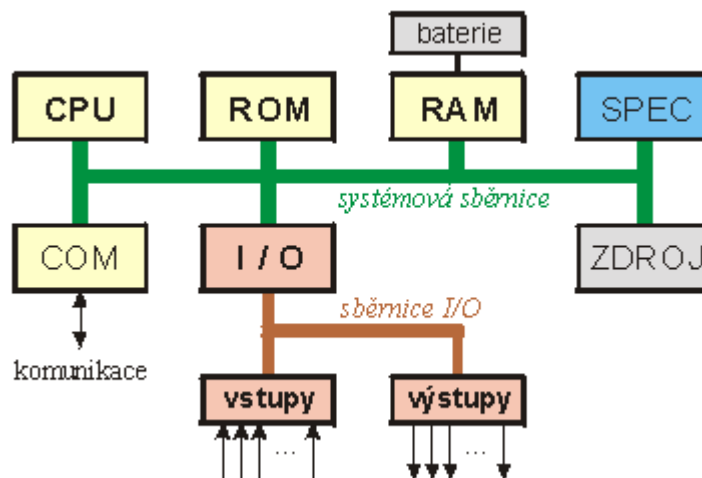 baterie
CPU
ROM
RAM
SPEC
systémová sběrnice
COM
I / O
ZDROJ
sběrnice I/O
komunikace
vstupy
výstupy
...
...